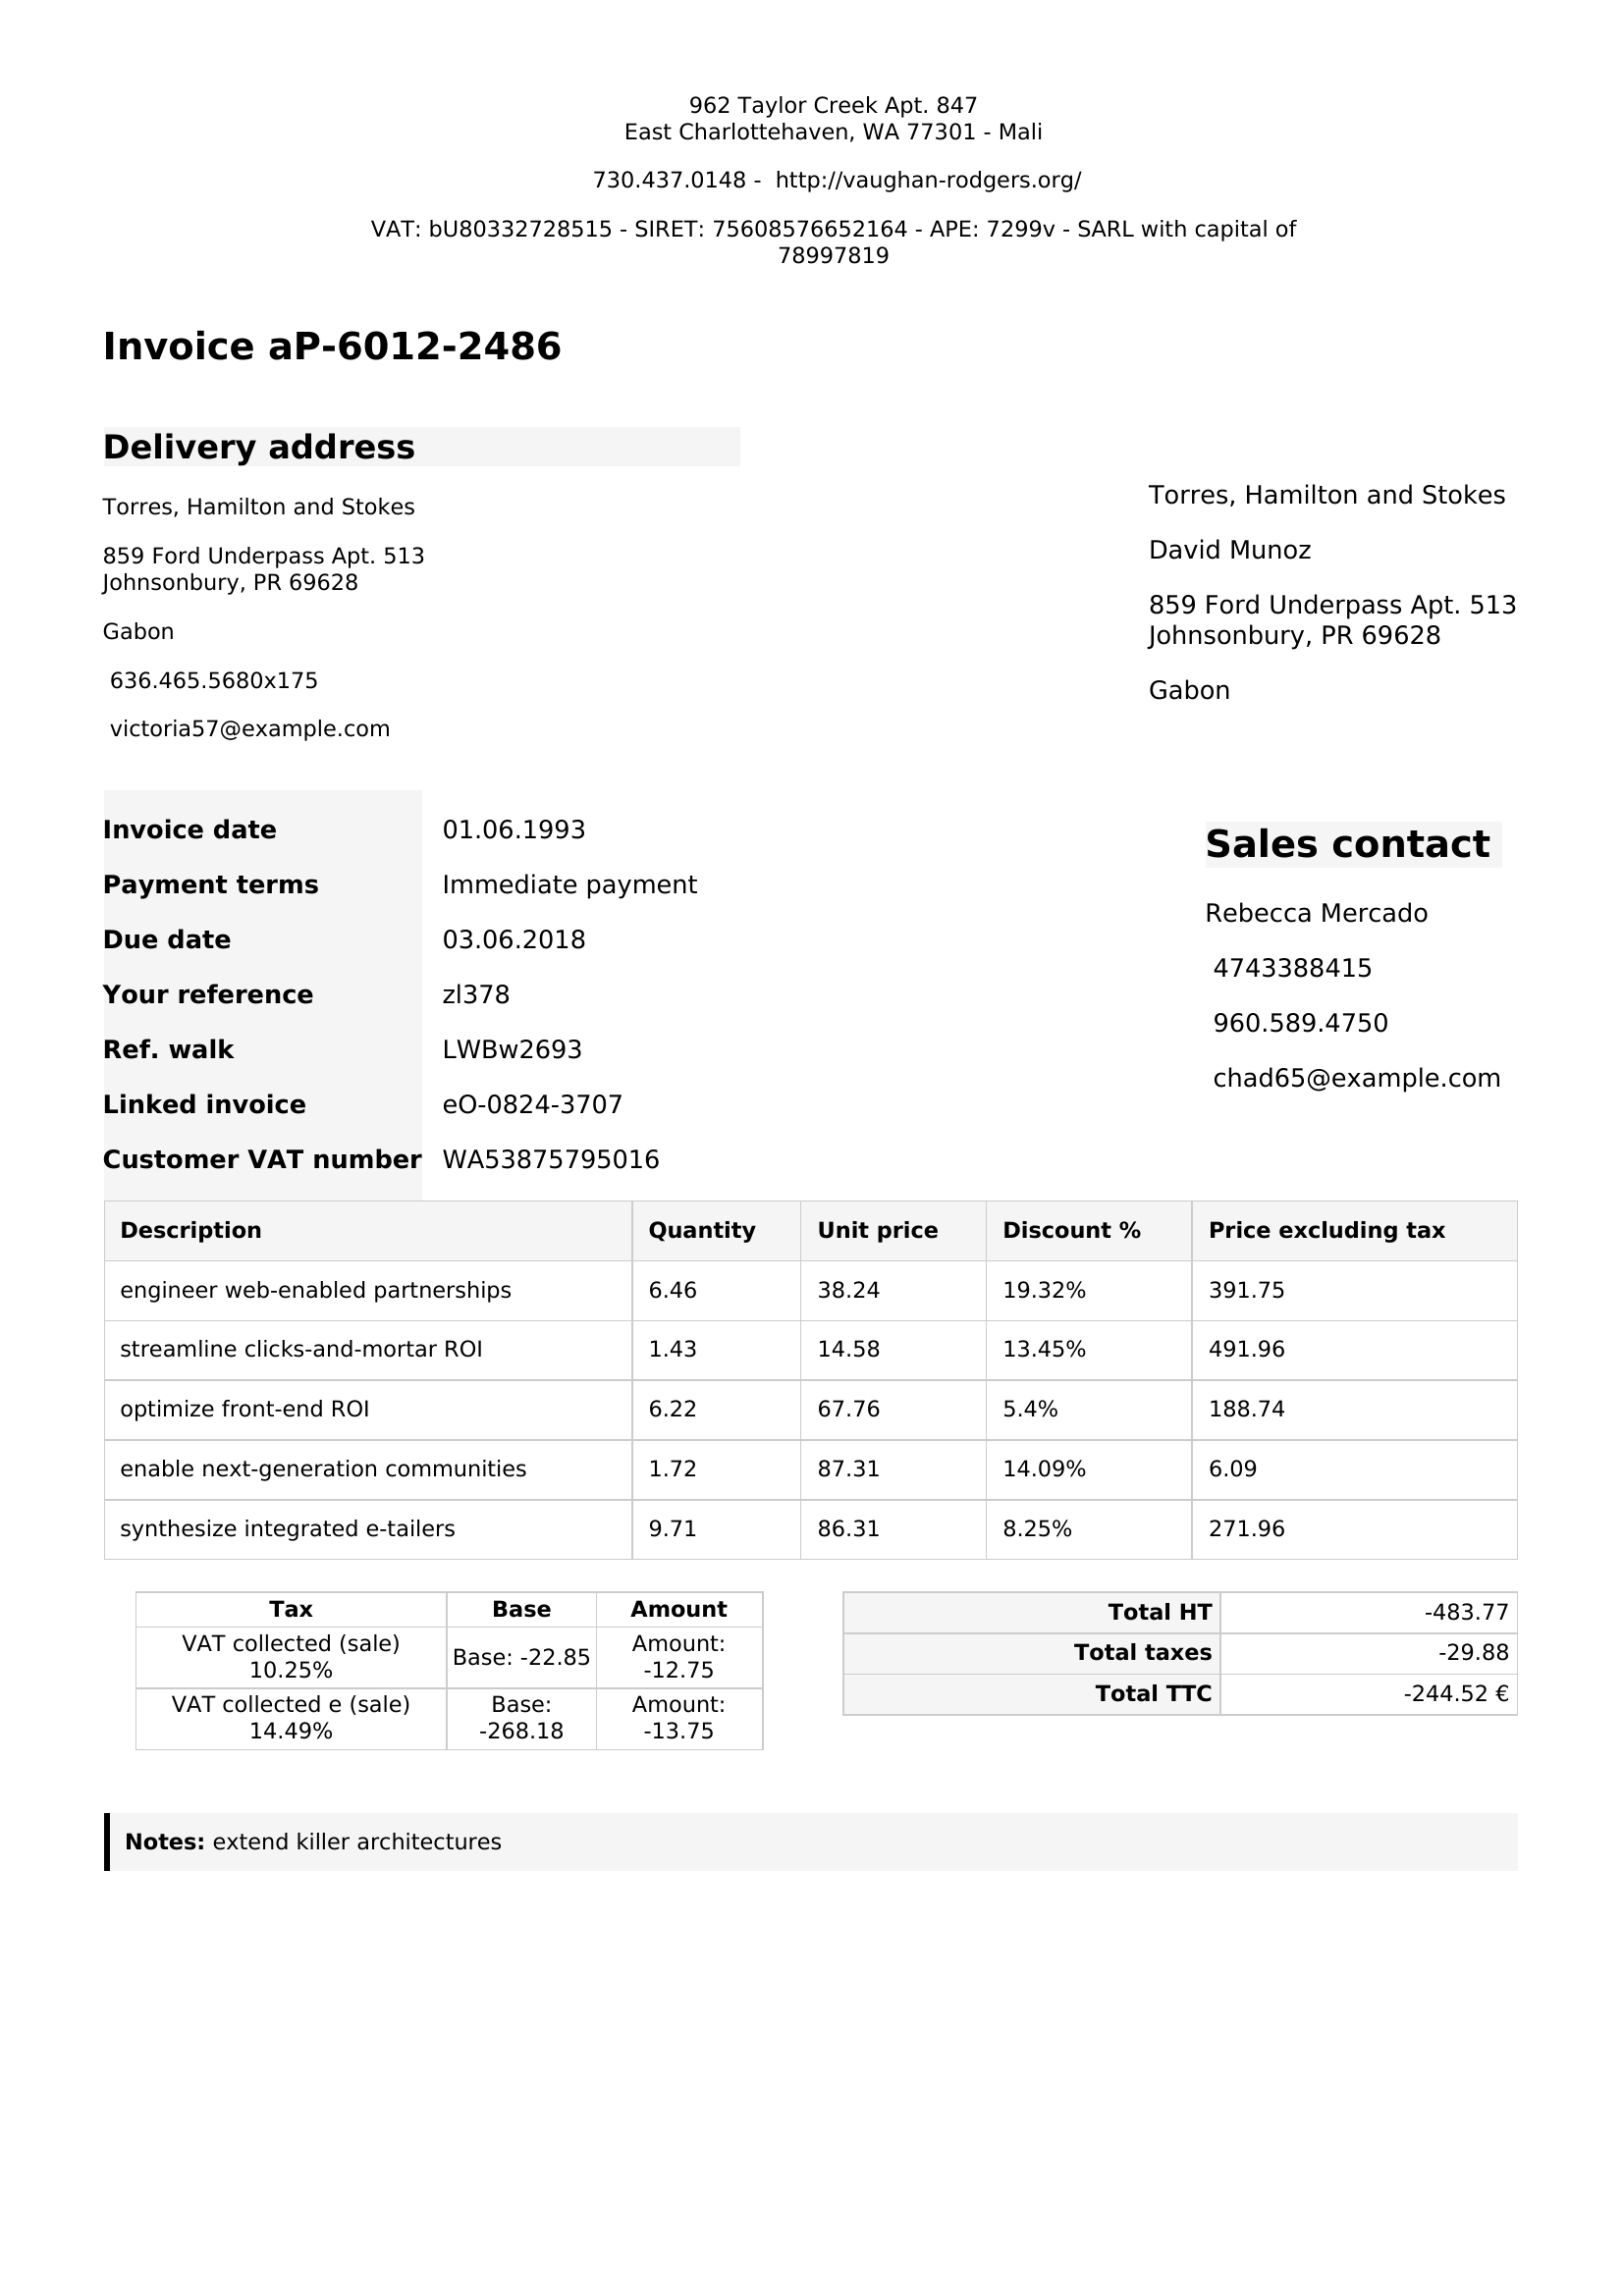 962 Taylor Creek Apt. 847
East Charlottehaven, WA 77301 - Mali
730.437.0148 - http://vaughan-rodgers.org/
VAT: bU80332728515 - SIRET: 75608576652164 - APE: 7299v - SARL with capital of
78997819
Invoice aP-6012-2486
Delivery address
Torres, Hamilton and Stokes
859 Ford Underpass Apt. 513
Johnsonbury, PR 69628
Gabon
636.465.5680x175
victoria57@example.com
Torres, Hamilton and Stokes
David Munoz
859 Ford Underpass Apt. 513
Johnsonbury, PR 69628
Gabon
Invoice date 01.06.1993
Payment terms Immediate payment
Due date 03.06.2018
Your reference zl378
Ref. walk LWBw2693
Linked invoice eO-0824-3707
Customer VAT number WA53875795016
Sales contact
Rebecca Mercado
4743388415
960.589.4750
chad65@example.com
Description Quantity Unit price Discount % Price excluding tax
engineer web-enabled partnerships 6.46 38.24 19.32% 391.75
streamline clicks-and-mortar ROI 1.43 14.58 13.45% 491.96
optimize front-end ROI 6.22 67.76 5.4% 188.74
enable next-generation communities 1.72 87.31 14.09% 6.09
synthesize integrated e-tailers 9.71 86.31 8.25% 271.96
Tax Base Amount
VAT collected (sale) 10.25% Base: -22.85 Amount: -12.75
VAT collected e (sale) 14.49% Base: -268.18 Amount: -13.75
Total HT -483.77
Total taxes -29.88
Total TTC -244.52 €
Notes: extend killer architectures